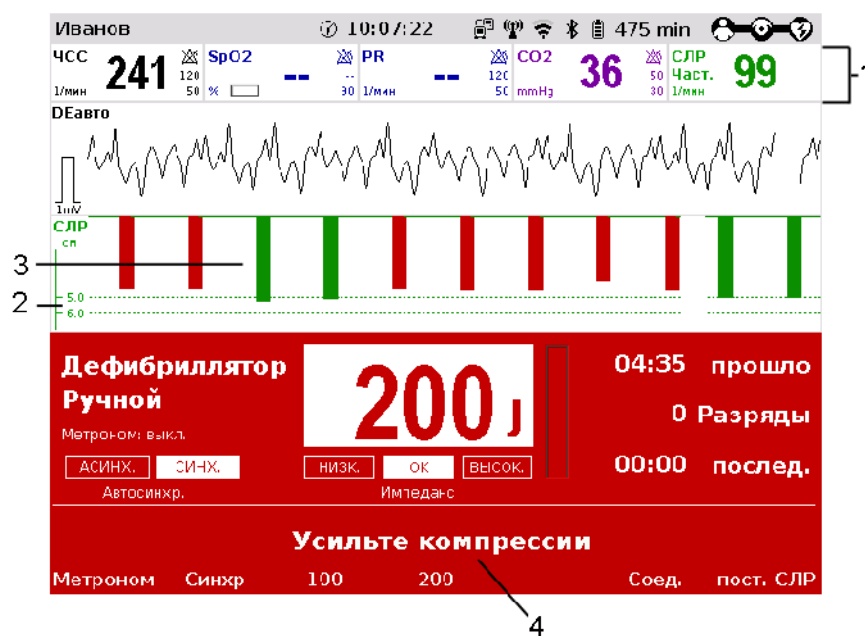 Иванов 10:07:22 475 min
ЧСС 241 120 50 1/мин
SpO2 -- -- 90 %
PR -- 120 50 1/мин
CO2 36 50 30 mmHg
СЛР Част. 99 1/мин
1
DEавто
1mV
СЛР
сп
3
5.0
2
6.0
Дефибриллятор
Ручной
Метроном: выкл.
200 J
04:35 прошло
0 Разряды
00:00 послед.
АСИНХ. СИНХ. НИЗК. ОК ВЫСОК.
Автосинхр. Импеданс
Усильте компрессии
Метроном Синхр 100 200 Соед. пост. СЛР
4